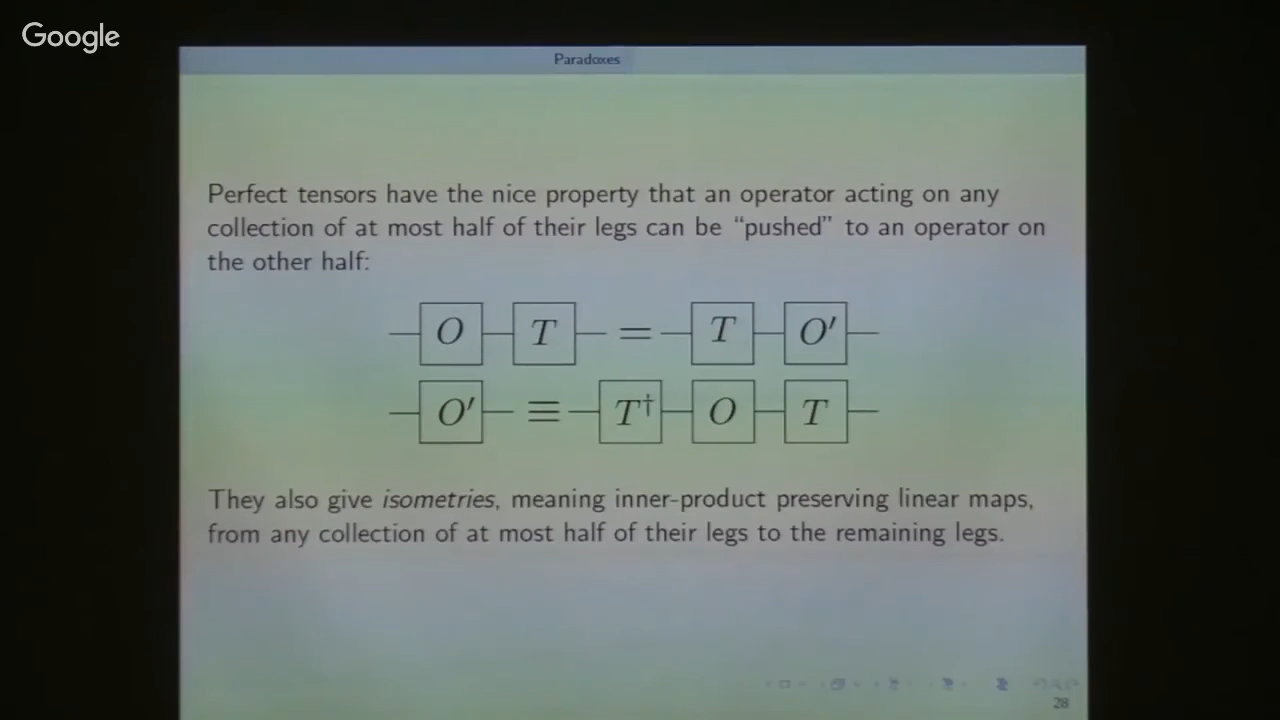 Google
Paradoxes
Perfect tensors have the nice property that an operator acting on any
collection of at most half of their legs can be “pushed” to an operator on
the other half:
O T = T O′
O′ ≡ T† O T
They also give isometries, meaning inner-product preserving linear maps,
from any collection of at most half of their legs to the remaining legs.
28